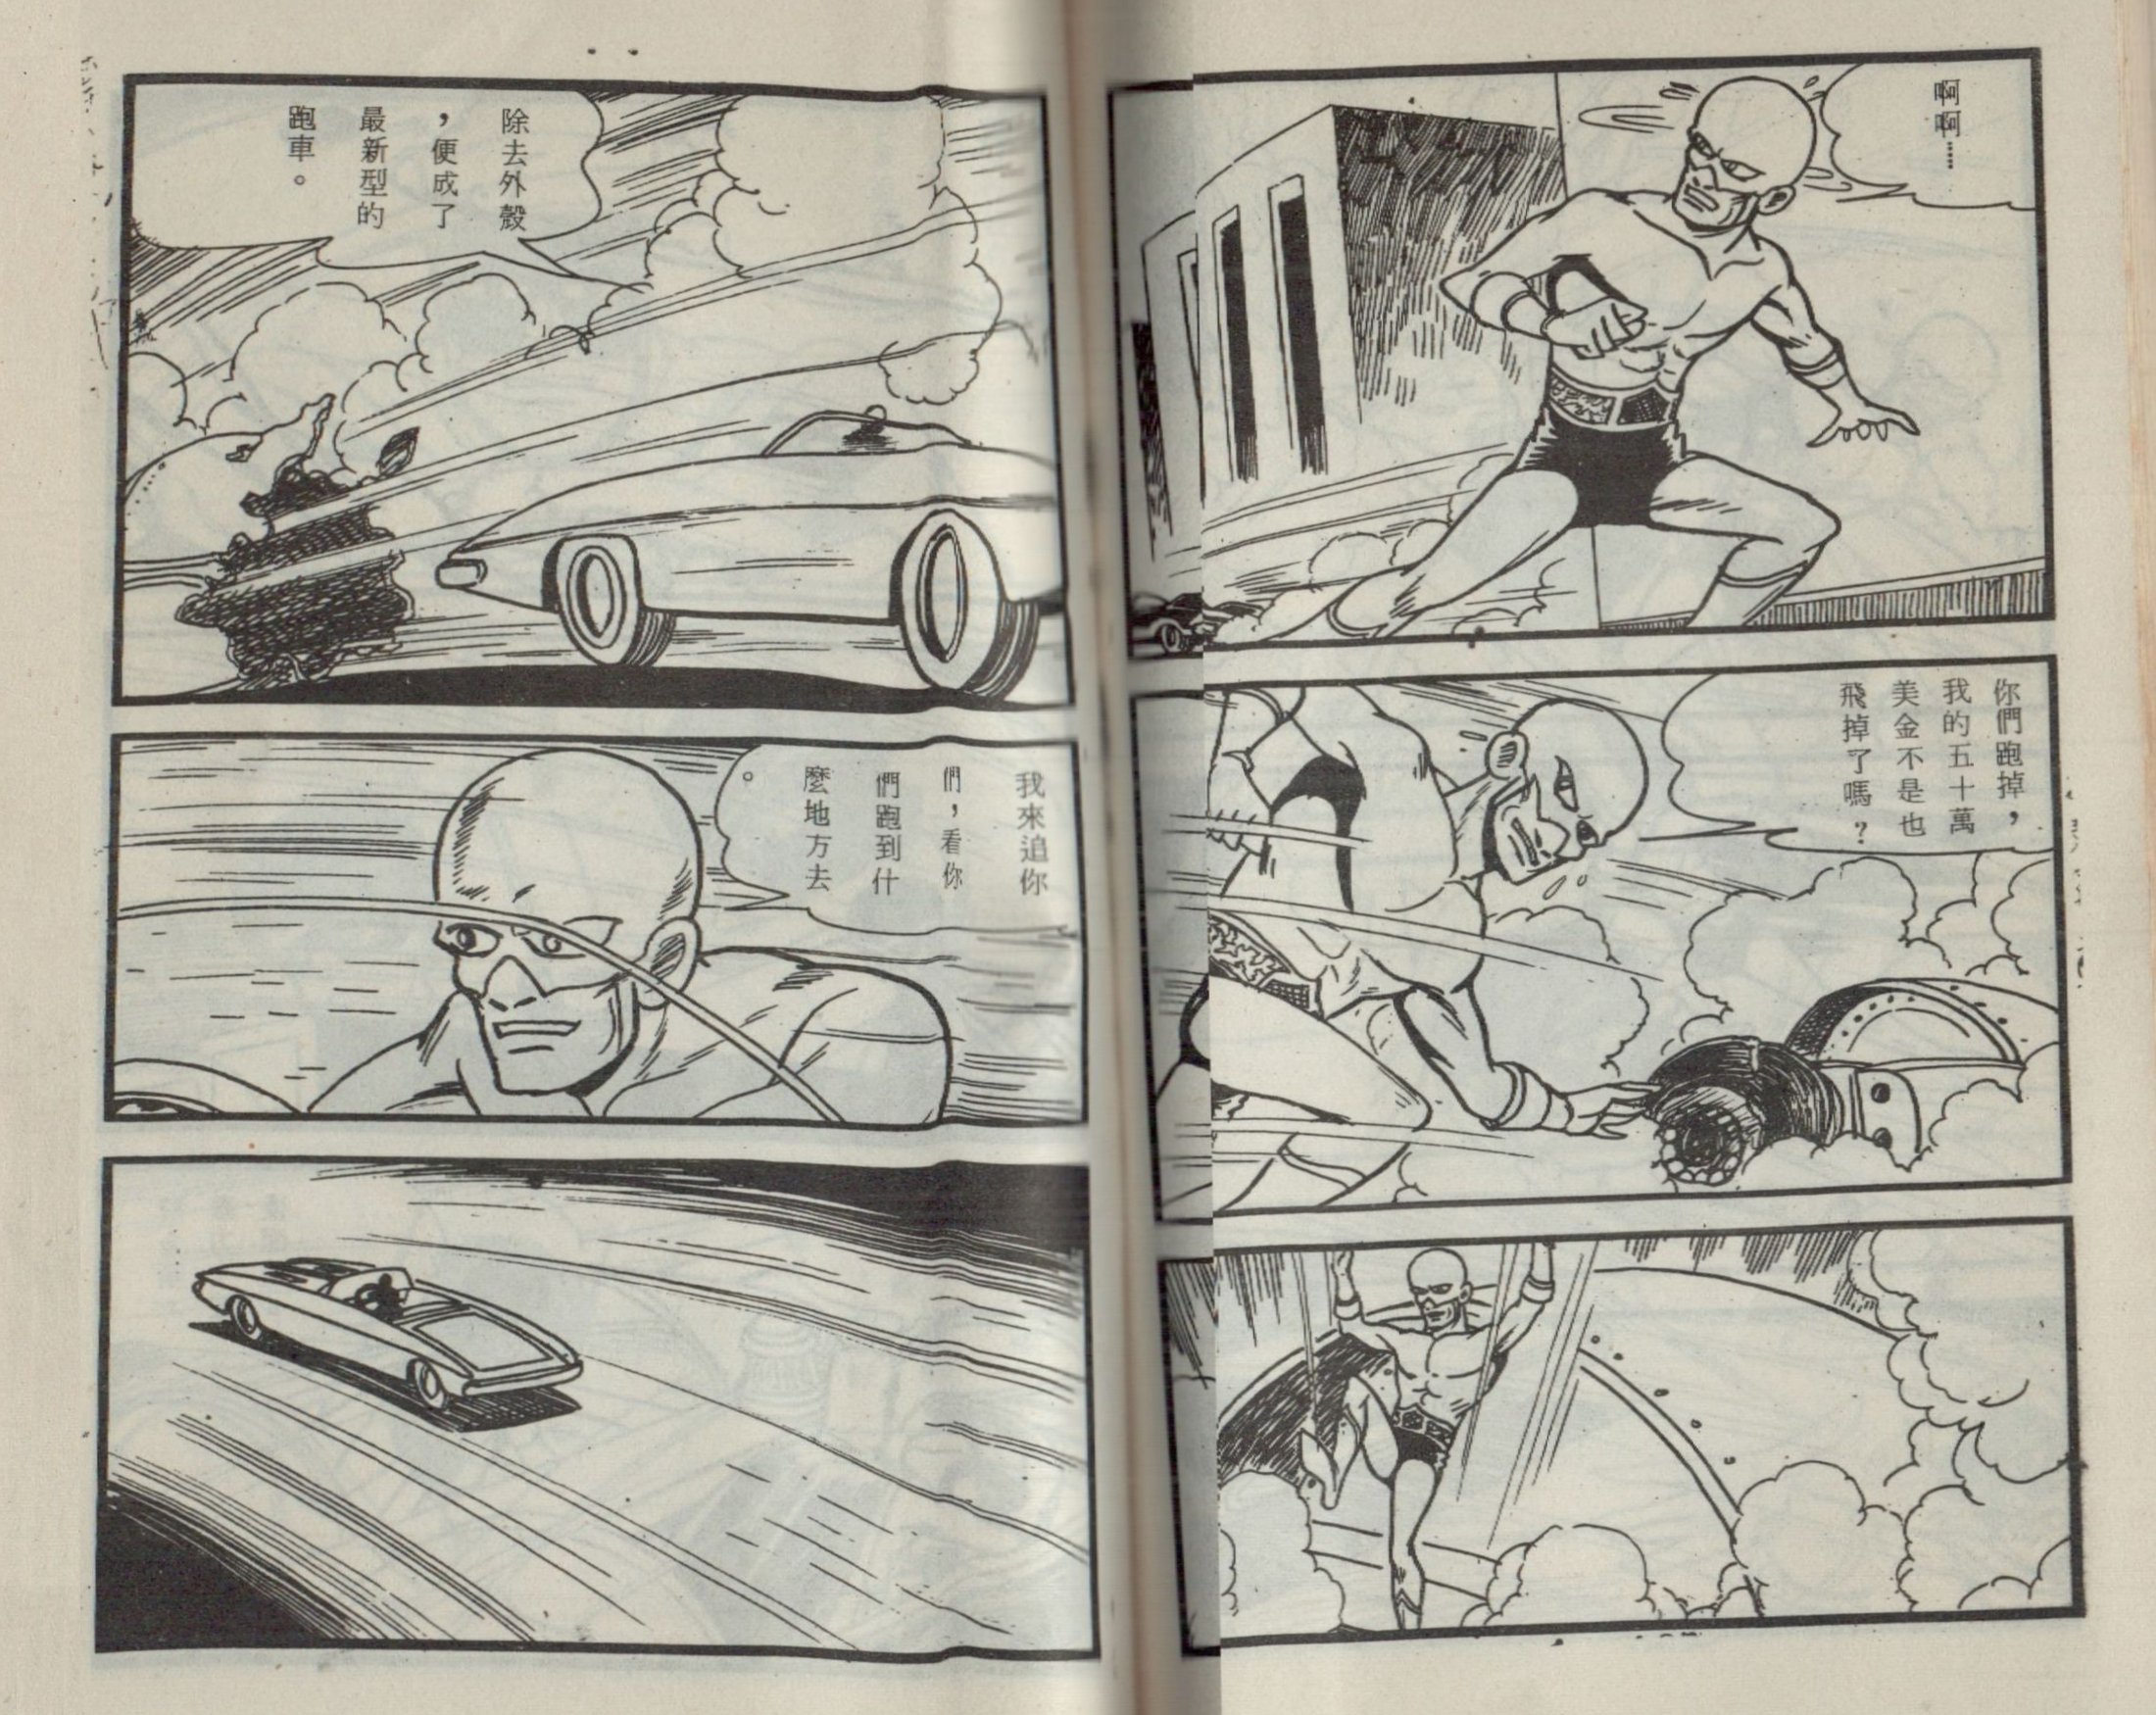 啊啊……
你們跑掉，
我的五十萬
美金不是也
飛掉了嗎？
除去外殼
，便成了
最新型的
跑車。
我來追你
們，看你
們跑到什
麼地方去
。